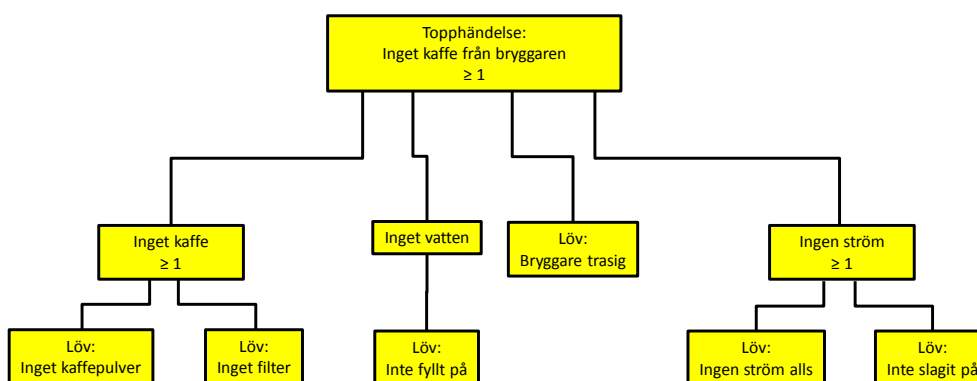 Topphändelse:
Inget kaffe från bryggaren
≥ 1
Inget kaffe
≥ 1
Inget vatten
Löv:
Bryggare trasig
Ingen ström
≥ 1
Löv:
Inget kaffepulver
Löv:
Inget filter
Löv:
Inte fyllt på
Löv:
Ingen ström alls
Löv:
Inte slagit på